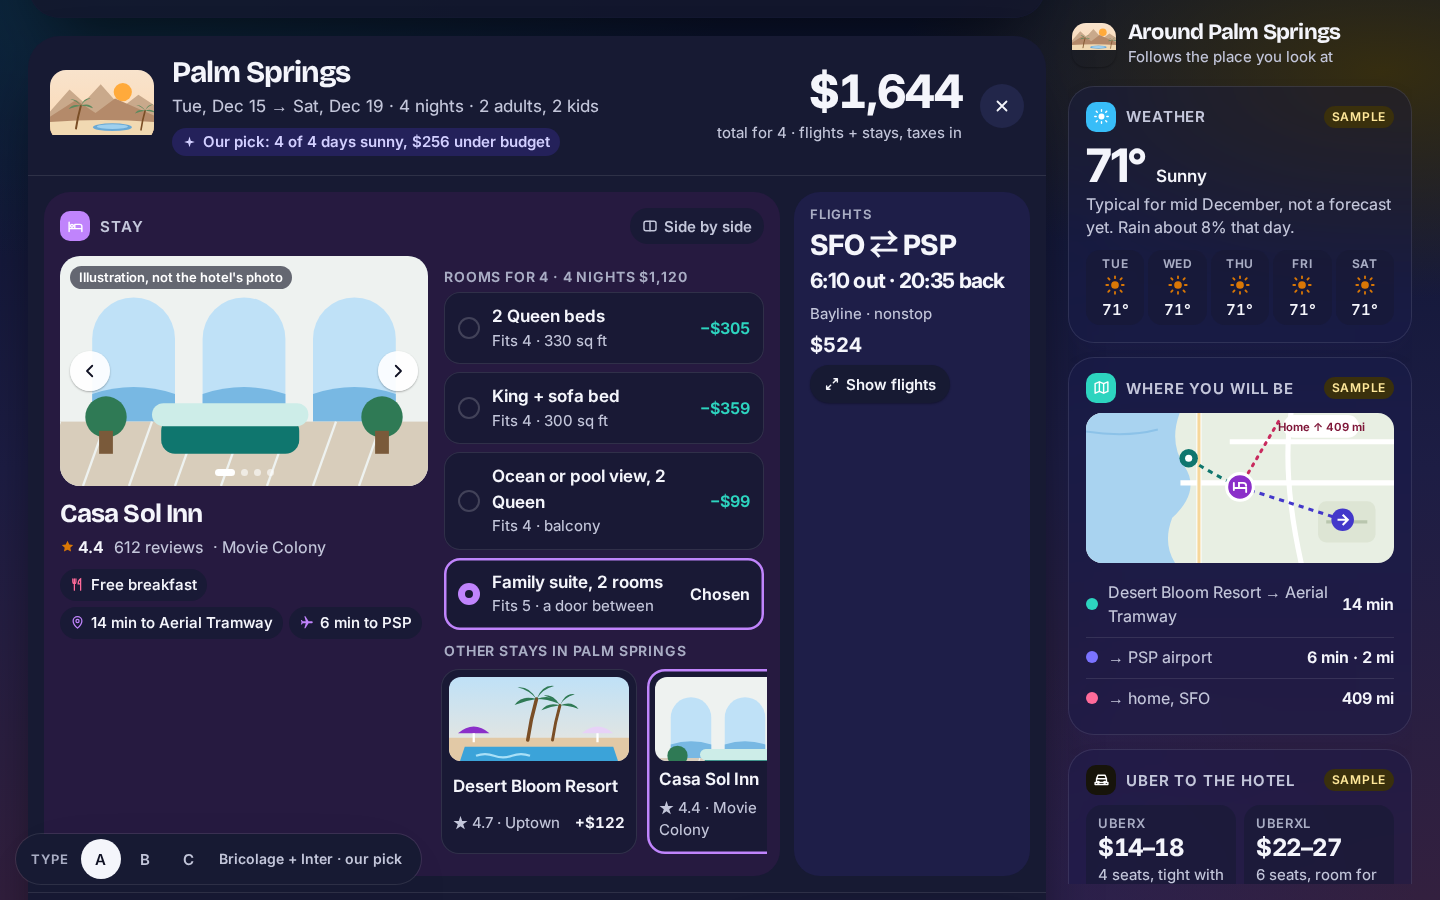 Palm Springs
Tue, Dec 15 → Sat, Dec 19 · 4 nights · 2 adults, 2 kids
Our pick: 4 of 4 days sunny, $256 under budget
$1,644
total for 4 · flights + stays, taxes in
STAY
Side by side
Illustration, not the hotel's photo
Casa Sol Inn
★ 4.4 612 reviews · Movie Colony
Free breakfast
14 min to Aerial Tramway
6 min to PSP
ROOMS FOR 4 · 4 NIGHTS $1,120
2 Queen beds
Fits 4 · 330 sq ft
−$305
King + sofa bed
Fits 4 · 300 sq ft
−$359
Ocean or pool view, 2
Queen
Fits 4 · balcony
−$99
Family suite, 2 rooms
Fits 5 · a door between
Chosen
OTHER STAYS IN PALM SPRINGS
Desert Bloom Resort
★ 4.7 · Uptown +$122
Casa Sol Inn
★ 4.4 · Movie
Colony
FLIGHTS
SFO ⇄ PSP
6:10 out · 20:35 back
Bayline · nonstop
$524
Show flights
TYPE A B C Bricolage + Inter · our pick
Around Palm Springs
Follows the place you look at
WEATHER
SAMPLE
71° Sunny
Typical for mid December, not a forecast
yet. Rain about 8% that day.
TUE WED THU FRI SAT
71° 71° 71° 71° 71°
WHERE YOU WILL BE
SAMPLE
Home ↑ 409 mi
Desert Bloom Resort → Aerial
Tramway
14 min
→ PSP airport 6 min · 2 mi
→ home, SFO 409 mi
UBER TO THE HOTEL
SAMPLE
UBERX
$14–18
4 seats, tight with
UBERXL
$22–27
6 seats, room for